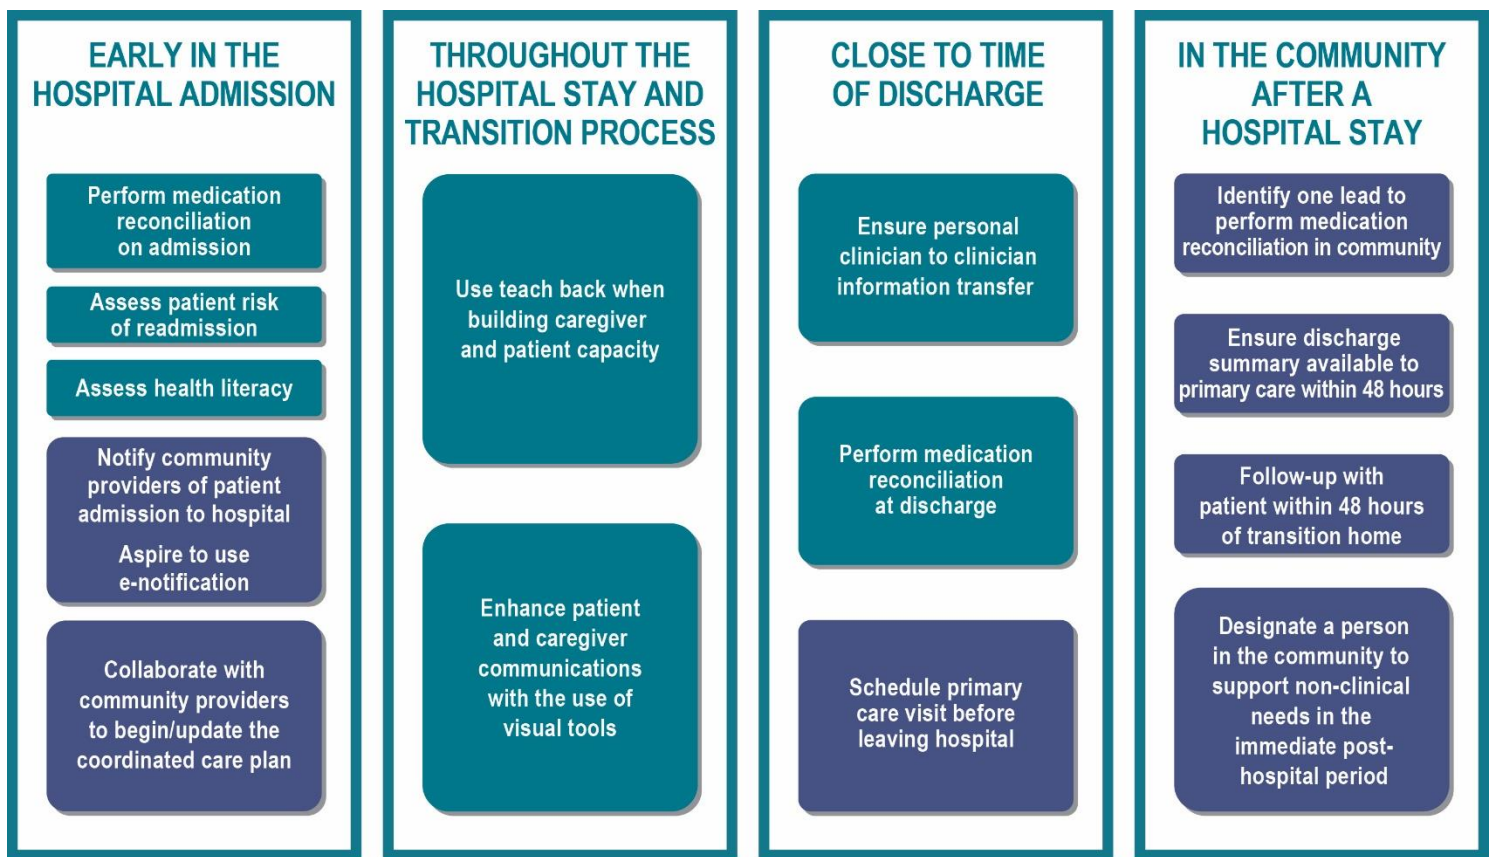 EARLY IN THE
HOSPITAL ADMISSION
Perform medication
reconciliation
on admission
Assess patient risk
of readmission
Assess health literacy
Notify community
providers of patient
admission to hospital
Aspire to use
e-notification
Collaborate with
community providers
to begin/update the
coordinated care plan
THROUGHOUT THE
HOSPITAL STAY AND
TRANSITION PROCESS
Use teach back when
building caregiver
and patient capacity
Enhance patient
and caregiver
communications
with the use of
visual tools
CLOSE TO TIME
OF DISCHARGE
Ensure personal
clinician to clinician
information transfer
Perform medication
reconciliation
at discharge
Schedule primary
care visit before
leaving hospital
IN THE COMMUNITY
AFTER A
HOSPITAL STAY
Identify one lead to
perform medication
reconciliation in community
Ensure discharge
summary available to
primary care within 48 hours
Follow-up with
patient within 48 hours
of transition home
Designate a person
in the community to
support non-clinical
needs in the
immediate post-
hospital period